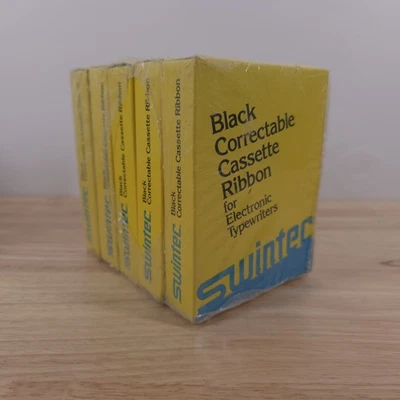 Black
Correctable
Cassette
Ribbon
for
Electronic
Typewriters
swintec
Black
Correctable Cassette Ribbon
swintec
Black
Correctable Cassette Ribbon
swintec
Black
Correctable Cassette Ribbon
swintec